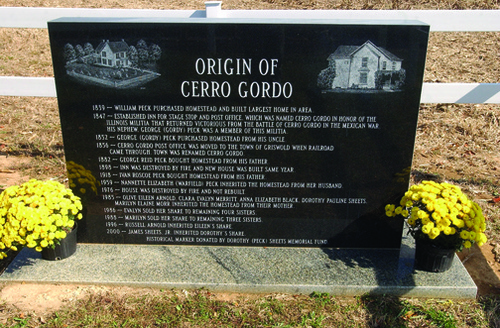 ORIGIN OF
CERRO GORDO
1839 – WILLIAM PECK PURCHASED HOMESTEAD AND BUILT LARGEST HOME IN AREA
1847 – ESTABLISHED INN FOR STAGE STOP AND POST OFFICE, WHICH WAS NAMED CERRO GORDO IN HONOR OF THE
ILLINOIS MILITIA THAT RETURNED VICTORIOUS FROM THE BATTLE OF CERRO GORDO IN THE MEXICAN WAR
HIS NEPHEW, GEORGE (GORDY) PECK WAS A MEMBER OF THIS MILITIA
1852 – GEORGE (GORDY) PECK PURCHASED HOMESTEAD FROM HIS UNCLE.
1856 – CERRO GORDO POST OFFICE WAS MOVED TO THE TOWN OF GRISWOLD WHEN RAILROAD
CAME THROUGH. TOWN WAS RENAMED CERRO GORDO.
1882 – GEORGE REID PECK BOUGHT HOMESTEAD FROM HIS FATHER.
1898 – INN WAS DESTROYED BY FIRE AND NEW HOUSE WAS BUILT SAME YEAR
1918 – IVAN ROSCOE PECK BOUGHT HOMESTEAD FROM HIS FATHER.
1959 – NANNETTE ELIZABETH (WARFIELD) PECK INHERITED THE HOMESTEAD FROM HER HUSBAND
1976 – HOUSE WAS DESTROYED BY FIRE AND NOT REBUILT
1985 – OLIVE EILEEN ARNOLD, CLARA EVALYN MERRITT, ANNA ELIZABETH BLACK, DOROTHY PAULINE SHEETS,
MARILYN ELAINE MOHR INHERITED THE HOMESTEAD FROM THEIR MOTHER
1986 – EVALYN SOLD HER SHARE TO REMAINING FOUR SISTERS.
1988 – MARILYN SOLD HER SHARE TO REMAINING THREE SISTERS.
1996 – RUSSELL ARNOLD INHERITED EILEEN'S SHARE.
2000 – JAMES SHEETS, JR. INHERITED DOROTHY'S SHARE.
HISTORICAL MARKER DONATED BY DOROTHY (PECK) SHEETS MEMORIAL FUND